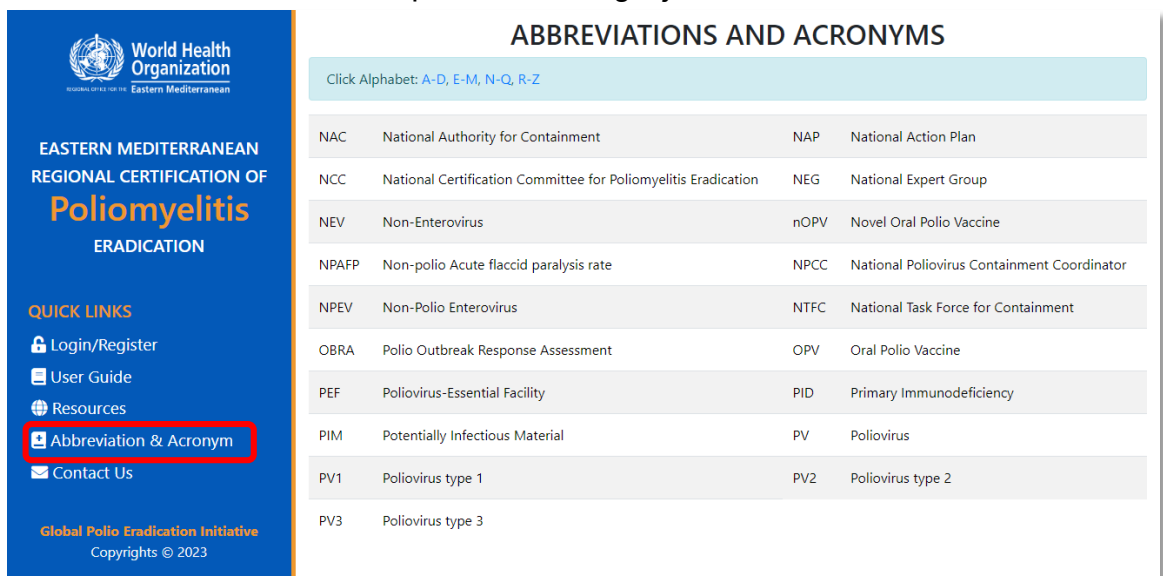 World Health
Organization
REGIONAL OFFICE FOR THE Eastern Mediterranean
EASTERN MEDITERRANEAN
REGIONAL CERTIFICATION OF
Poliomyelitis
ERADICATION
QUICK LINKS
Login/Register
User Guide
Resources
Abbreviation & Acronym
Contact Us
Global Polio Eradication Initiative
Copyrights © 2023
ABBREVIATIONS AND ACRONYMS
Click Alphabet: A-D, E-M, N-Q, R-Z
NAC National Authority for Containment NAP National Action Plan
NCC National Certification Committee for Poliomyelitis Eradication NEG National Expert Group
NEV Non-Enterovirus nOPV Novel Oral Polio Vaccine
NPAFP Non-polio Acute flaccid paralysis rate NPCC National Poliovirus Containment Coordinator
NPEV Non-Polio Enterovirus NTFC National Task Force for Containment
OBRA Polio Outbreak Response Assessment OPV Oral Polio Vaccine
PEF Poliovirus-Essential Facility PID Primary Immunodeficiency
PIM Potentially Infectious Material PV Poliovirus
PV1 Poliovirus type 1 PV2 Poliovirus type 2
PV3 Poliovirus type 3